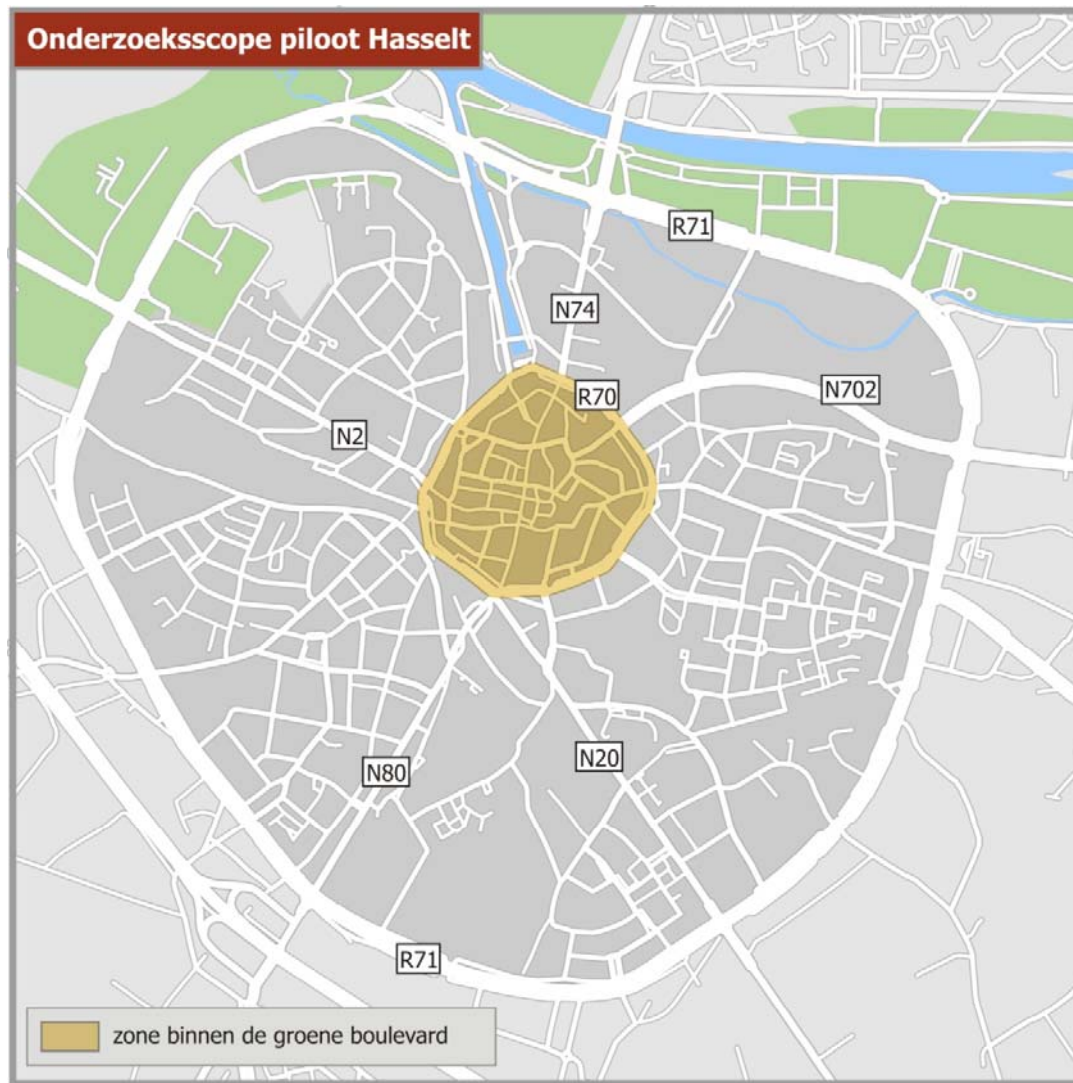 Onderzoeksscope piloot Hasselt
R71
N74
R70
N702
N2
N20
N80
R71
zone binnen de groene boulevard